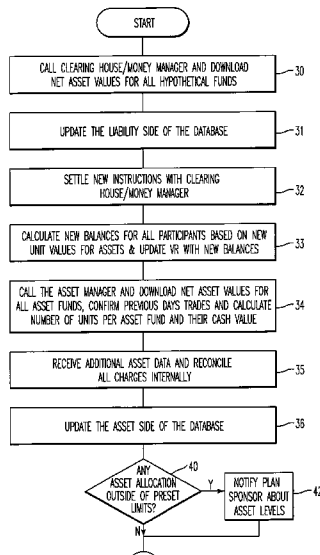 START
CALL CLEARING HOUSE/MONEY MANAGER AND DOWNLOAD
NET ASSET VALUES FOR ALL HYPOTHETICAL FUNDS
30
UPDATE THE LIABILITY SIDE OF THE DATABASE
31
SETTLE NEW INSTRUCTIONS WITH CLEARING
HOUSE/MONEY MANAGER
32
CALCULATE NEW BALANCES FOR ALL PARTICIPANTS BASED ON NEW
UNIT VALUES FOR ASSETS & UPDATE VR WITH NEW BALANCES
33
CALL THE ASSET MANAGER AND DOWNLOAD NET ASSET VALUES FOR
ALL ASSET FUNDS, CONFIRM PREVIOUS DAYS TRADES AND CALCULATE
NUMBER OF UNITS PER ASSET FUND AND THEIR CASH VALUE
34
RECEIVE ADDITIONAL ASSET DATA AND RECONCILE
ALL CHARGES INTERNALLY
35
UPDATE THE ASSET SIDE OF THE DATABASE
36
ANY
ASSET ALLOCATION
OUTSIDE OF PRESET
LIMITS?
40
Y
NOTIFY PLAN
SPONSOR ABOUT
ASSET LEVELS
42
N